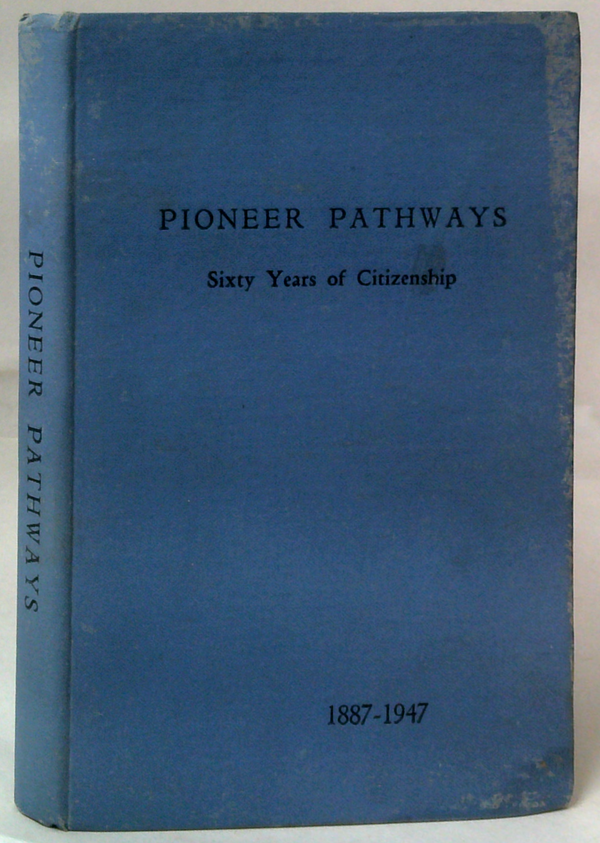 PIONEER PATHWAYS
PIONEER PATHWAYS
Sixty Years of Citizenship
1887-1947